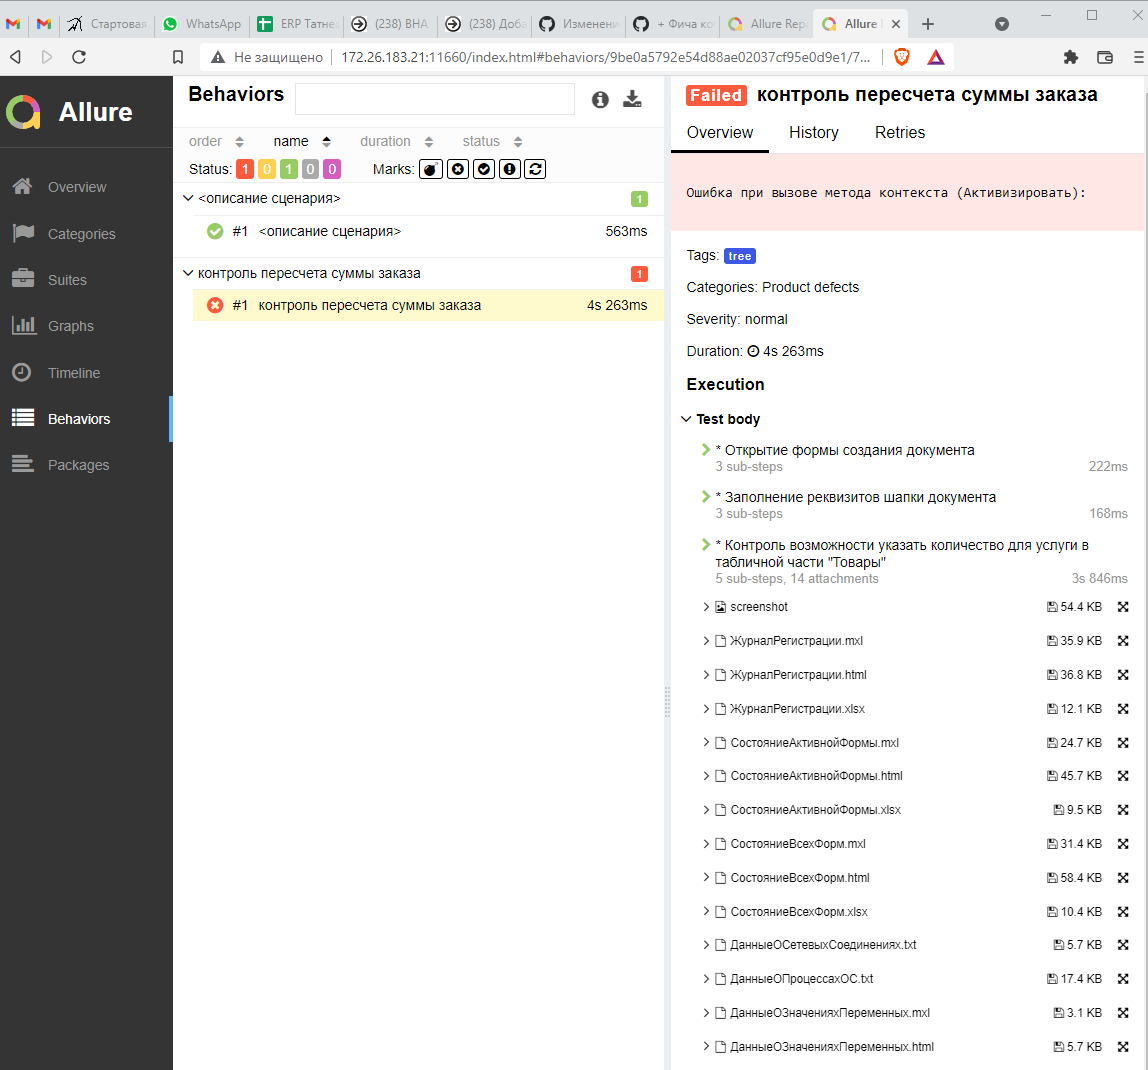 Стартовая
WhatsApp
ERP Татне
(238) ВНА
(238) Доба
Изменени
+ Фича ко
Allure Repo
Allure
Не защищено
172.26.183.21:11660/index.html#behaviors/9be0a5792e54d88ae02037cf95e0d9e1/7...
Allure
Overview
Categories
Suites
Graphs
Timeline
Behaviors
Packages
Behaviors
order name duration status
Status: 1 0 1 0 0 Marks:
<описание сценария> 1
#1 <описание сценария> 563ms
контроль пересчета суммы заказа 1
#1 контроль пересчета суммы заказа 4s 263ms
Failed контроль пересчета суммы заказа
Overview History Retries
Ошибка при вызове метода контекста (Активизировать):
Tags: tree
Categories: Product defects
Severity: normal
Duration: 4s 263ms
Execution
Test body
* Открытие формы создания документа
3 sub-steps 222ms
* Заполнение реквизитов шапки документа
3 sub-steps 168ms
* Контроль возможности указать количество для услуги в
табличной части "Товары"
5 sub-steps, 14 attachments 3s 846ms
screenshot 54.4 KB
ЖурналРегистрации.mxl 35.9 KB
ЖурналРегистрации.html 36.8 KB
ЖурналРегистрации.xlsx 12.1 KB
СостояниеАктивнойФормы.mxl 24.7 KB
СостояниеАктивнойФормы.html 45.7 KB
СостояниеАктивнойФормы.xlsx 9.5 KB
СостояниеВсехФорм.mxl 31.4 KB
СостояниеВсехФорм.html 58.4 KB
СостояниеВсехФорм.xlsx 10.4 KB
ДанныеОСетевыхСоединениях.txt 5.7 KB
ДанныеОПроцессахОС.txt 17.4 KB
ДанныеОЗначенияхПеременных.mxl 3.1 KB
ДанныеОЗначенияхПеременных.html 5.7 KB